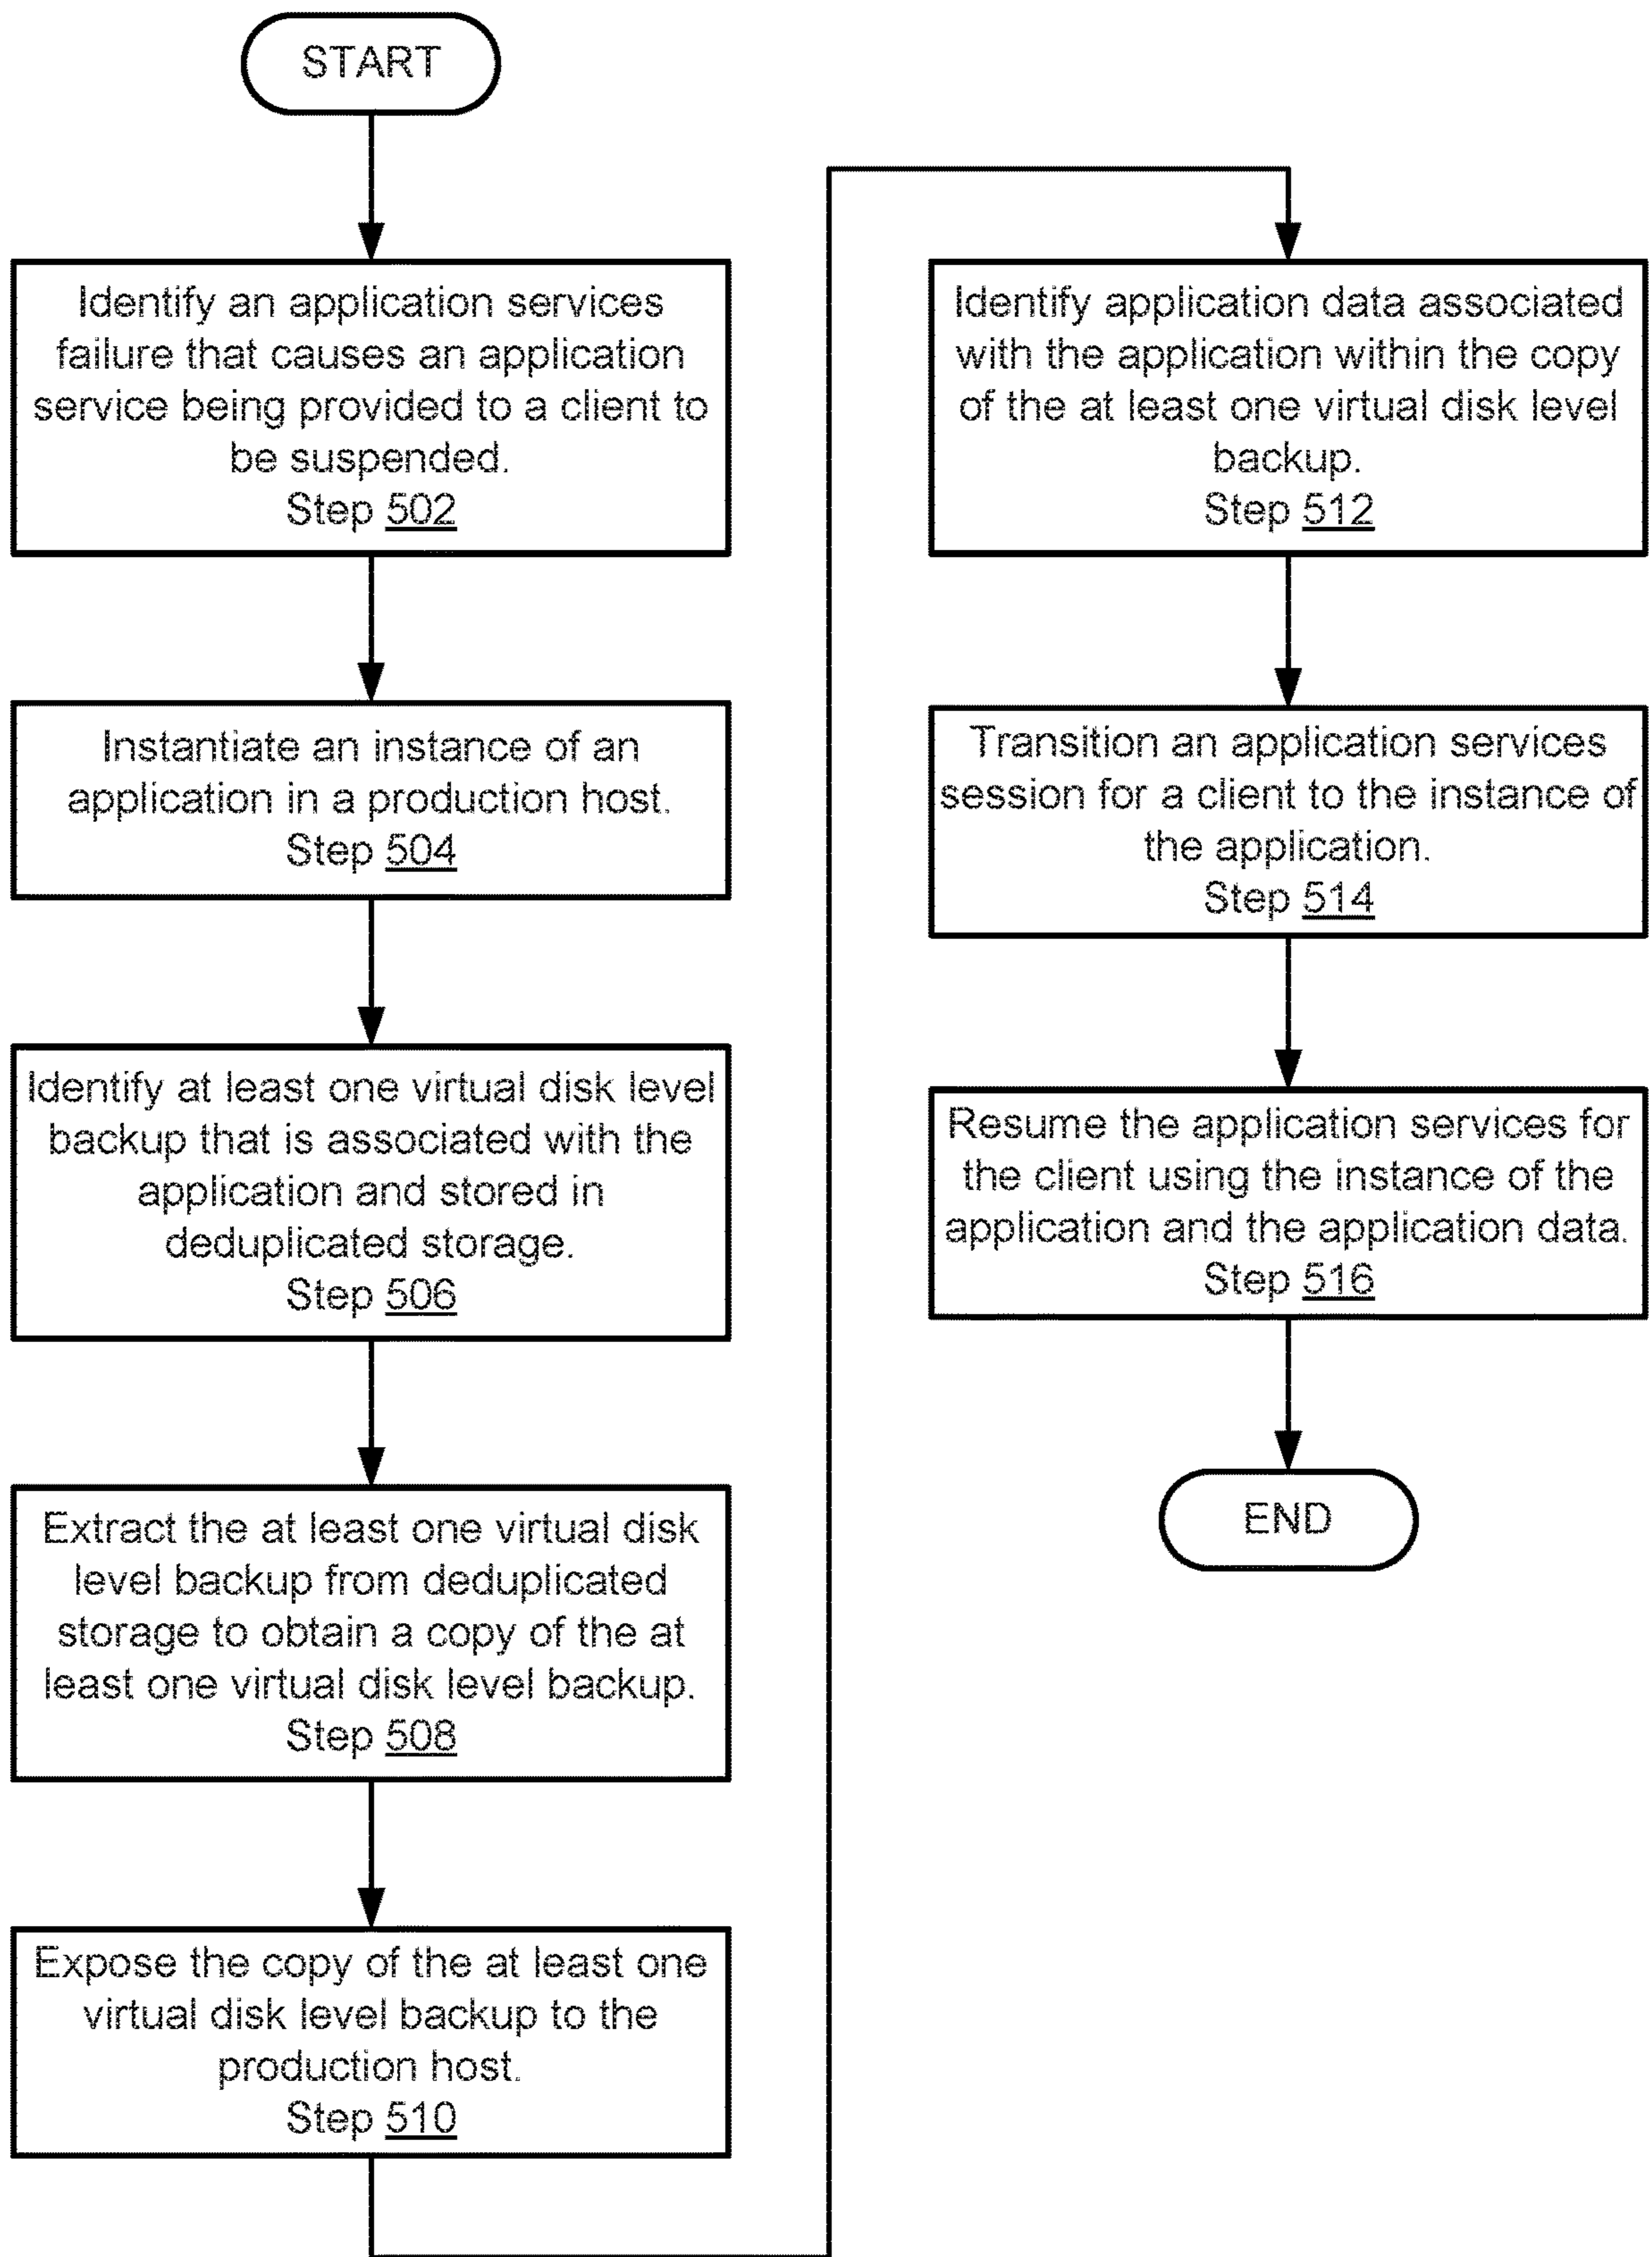 START
Identify an application services
failure that causes an application
service being provided to a client to
be suspended.
Step 502
Instantiate an instance of an
application in a production host.
Step 504
Identify at least one virtual disk level
backup that is associated with the
application and stored in
deduplicated storage.
Step 506
Extract the at least one virtual disk
level backup from deduplicated
storage to obtain a copy of the at
least one virtual disk level backup.
Step 508
Expose the copy of the at least one
virtual disk level backup to the
production host.
Step 510
Identify application data associated
with the application within the copy
of the at least one virtual disk level
backup.
Step 512
Transition an application services
session for a client to the instance of
the application.
Step 514
Resume the application services for
the client using the instance of the
application and the application data.
Step 516
END